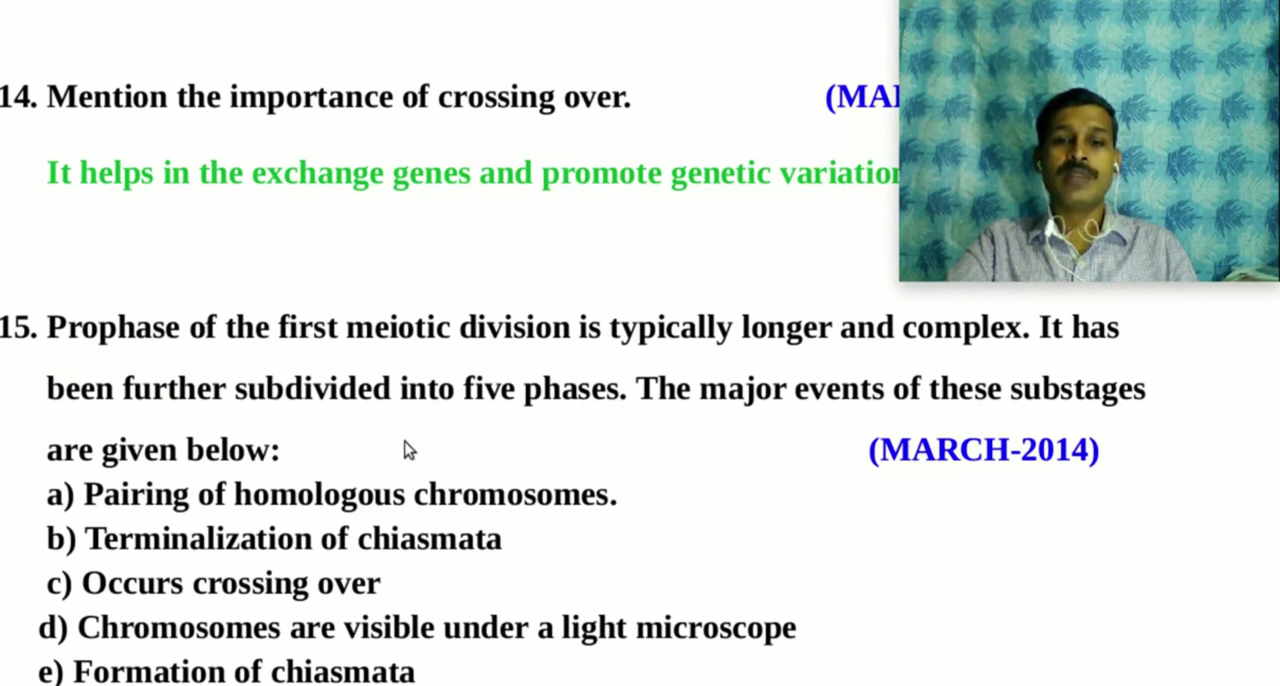 14. Mention the importance of crossing over.
It helps in the exchange genes and promote genetic
15. Prophase of the first meiotic division is typically longer and complex. It has
been further subdivided into five phases. The major events of these substages
are given below: (MARCH-2014)
a) Pairing of homologous chromosomes.
b) Terminalization of chiasmata
c) Occurs crossing over
d) Chromosomes are visible under a light microscope
e) Formation of chiasmata